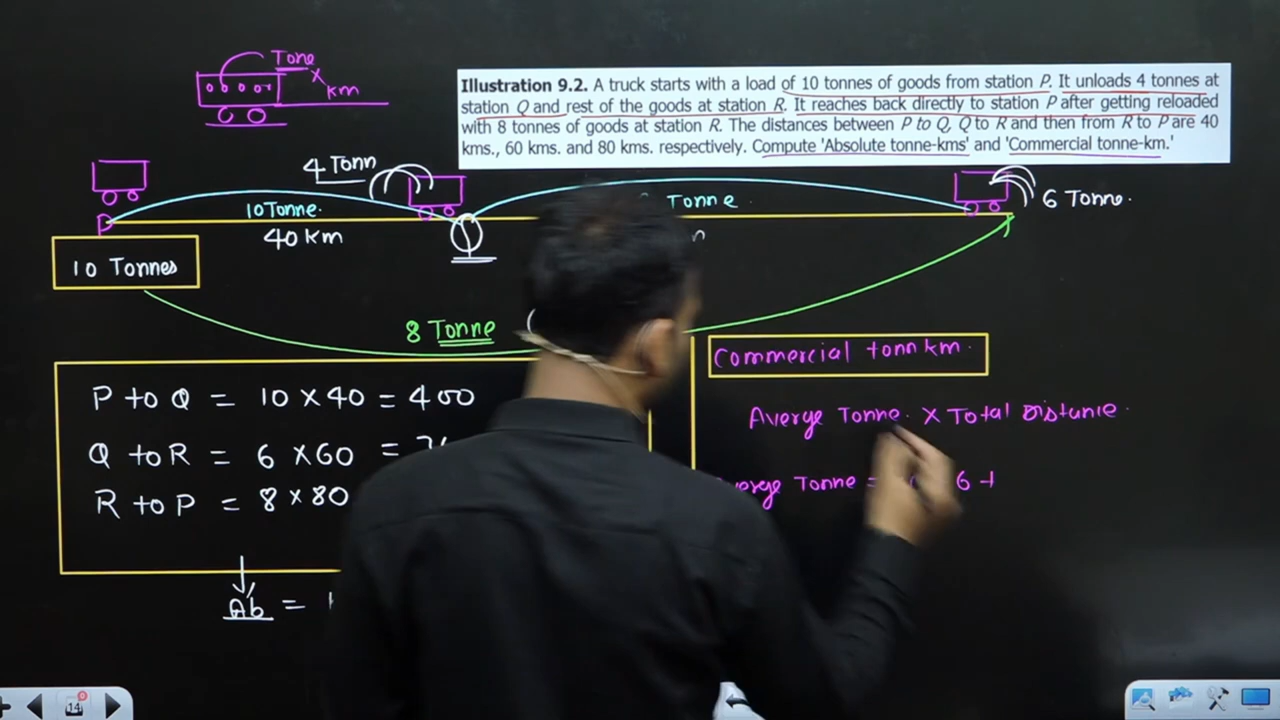 Tone
x
km
Illustration 9.2. A truck starts with a load of 10 tonnes of goods from station P. It unloads 4 tonnes at
station Q and rest of the goods at station R. It reaches back directly to station P after getting reloaded
with 8 tonnes of goods at station R. The distances between P to Q, Q to R and then from R to P are 40
kms., 60 kms. and 80 kms. respectively. Compute 'Absolute tonne-kms' and 'Commercial tonne-km.'
4 Tonn
10 Tonne.
Tonne
6 Tonne.
P
40 KM
10 Tonnes
8 Tonne
Commercial tonn km.
P to Q = 10 x 40 = 400
Averge Tonne. x Total Distance.
Q to R = 6 x 60 =
verge Tonne = 6 +
R to P = 8 x 80
Ab =
14